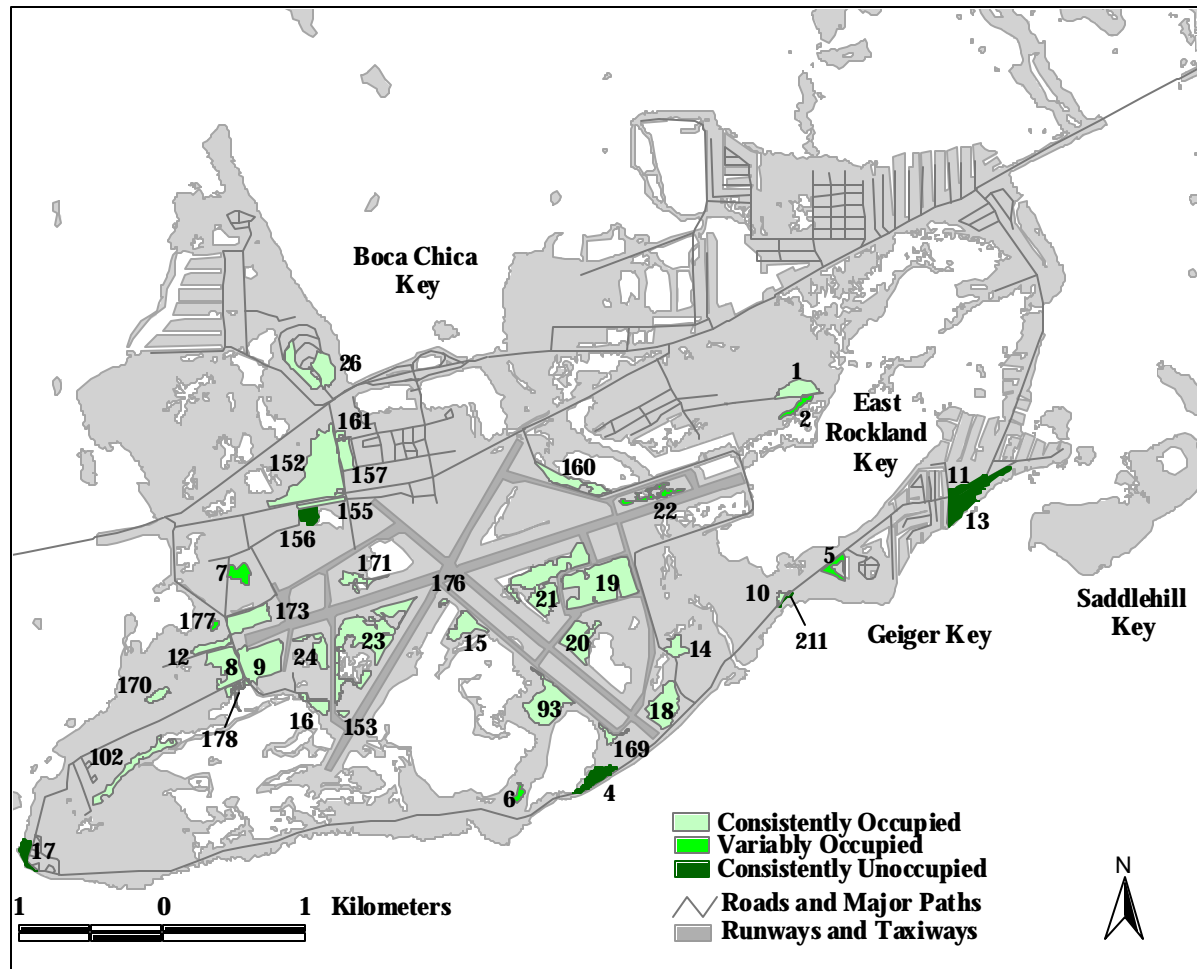 Boca Chica
Key
26
1
2
East
Rockland
Key
161
152
157
160
11
155
22
13
156
171
5
7
176
19
21
10
Saddlehill
Key
173
177
211
Geiger Key
12
23
15
20
14
8
9
24
170
93
18
16
153
178
169
102
6
4
17
Consistently Occupied
Variably Occupied
Consistently Unoccupied
Roads and Major Paths
Runways and Taxiways
N
1 0 1 Kilometers